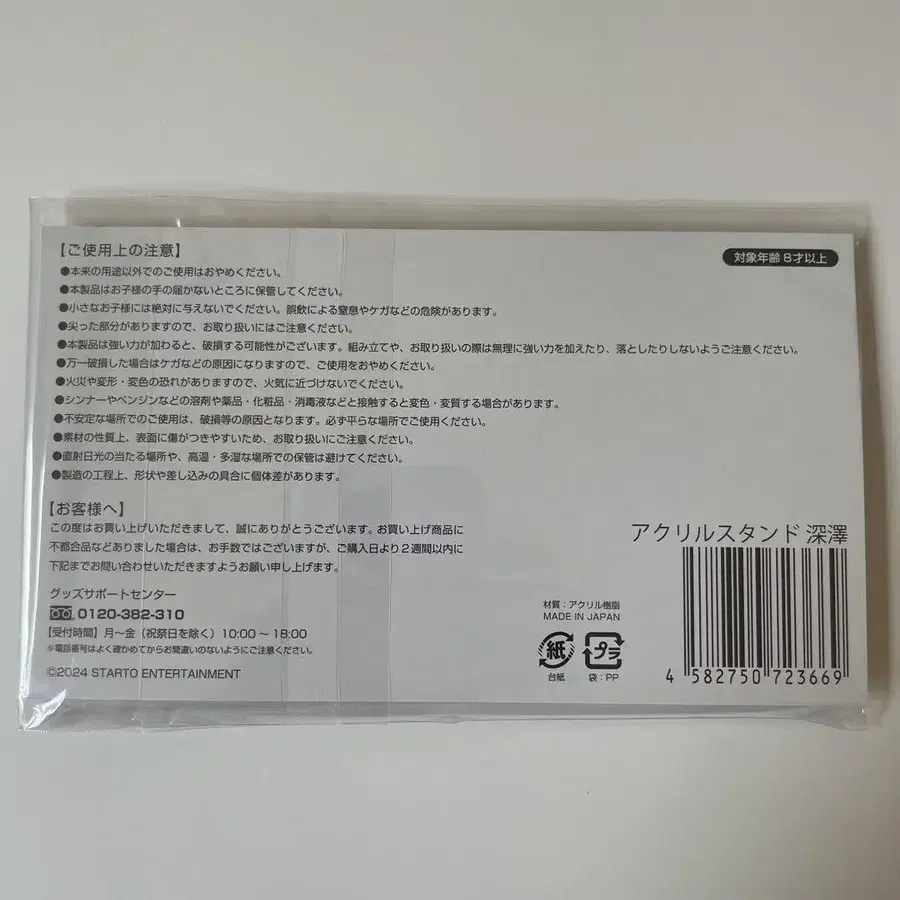 【ご使用上の注意】
対象年齢8才以上
●本来の用途以外でのご使用はおやめください。
●本製品はお子様の手の届かないところに保管してください。
●小さなお子様には絶対に与えないでください。誤飲による窒息やケガなどの危険があります。
●尖った部分がありますので、お取り扱いにはご注意ください。
●本製品は強い力が加わると、破損する可能性がございます。組み立てや、お取り扱いの際は無理に強い力を加えたり、落としたりしないようご注意ください。
●万一破損した場合はケガなどの原因になりますので、ご使用をおやめください。
●火災や変形・変色の恐れがありますので、火気に近づけないでください。
●シンナーやベンジンなどの溶剤や薬品・化粧品・消毒液などと接触すると変色・変質する場合があります。
●不安定な場所でのご使用は、破損等の原因となります。必ず平らな場所でご使用ください。
●素材の性質上、表面に傷がつきやすいため、お取り扱いにご注意ください。
●直射日光の当たる場所や、高温・多湿な場所での保管は避けてください。
●製造の工程上、形状や差し込みの具合に個体差があります。
【お客様へ】
この度はお買い上げいただきまして、誠にありがとうございます。お買い上げ商品に
不都合品などありました場合は、お手数ではございますが、ご購入日より2週間以内に
下記までお問い合わせいただきますようお願い申し上げます。
グッズサポートセンター
0120-382-310
【受付時間】月〜金（祝祭日を除く）10:00〜18:00
※電話番号はよく確かめてからお間違いのないようにご注意ください。
©2024 STARTO ENTERTAINMENT
材質：アクリル樹脂
MADE IN JAPAN
紙
プラ
台紙
袋：PP
アクリルスタンド 深澤
4 582750 723669